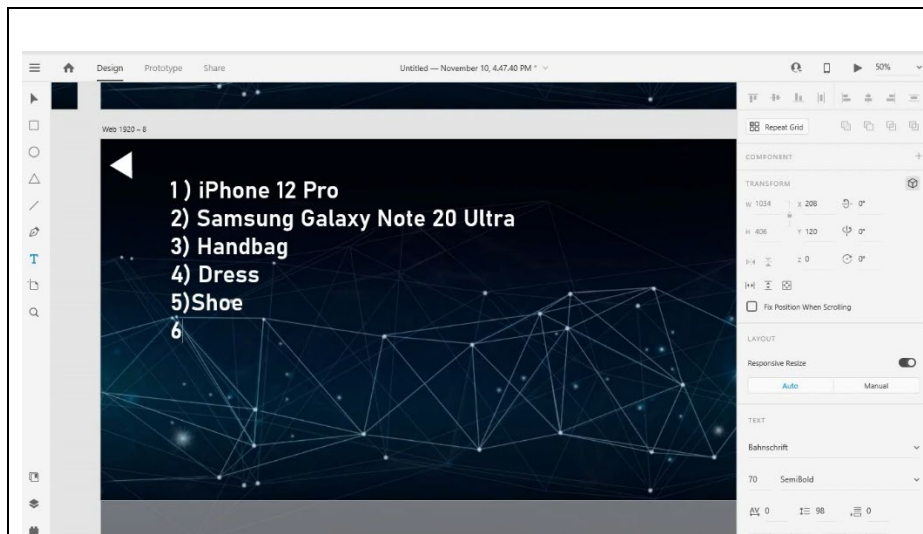 Design Prototype Share Untitled — November 10, 4.47.40 PM * 50%
Web 1920 – 8
1 ) iPhone 12 Pro
2) Samsung Galaxy Note 20 Ultra
3) Handbag
4) Dress
5)Shoe
6
Repeat Grid
COMPONENT
TRANSFORM
W 1034 X 208 0°
H 406 Y 120 0°
Z 0 0°
Fix Position When Scrolling
LAYOUT
Responsive Resize
Auto Manual
TEXT
Bahnschrift
70 SemiBold
AV 0 98 0